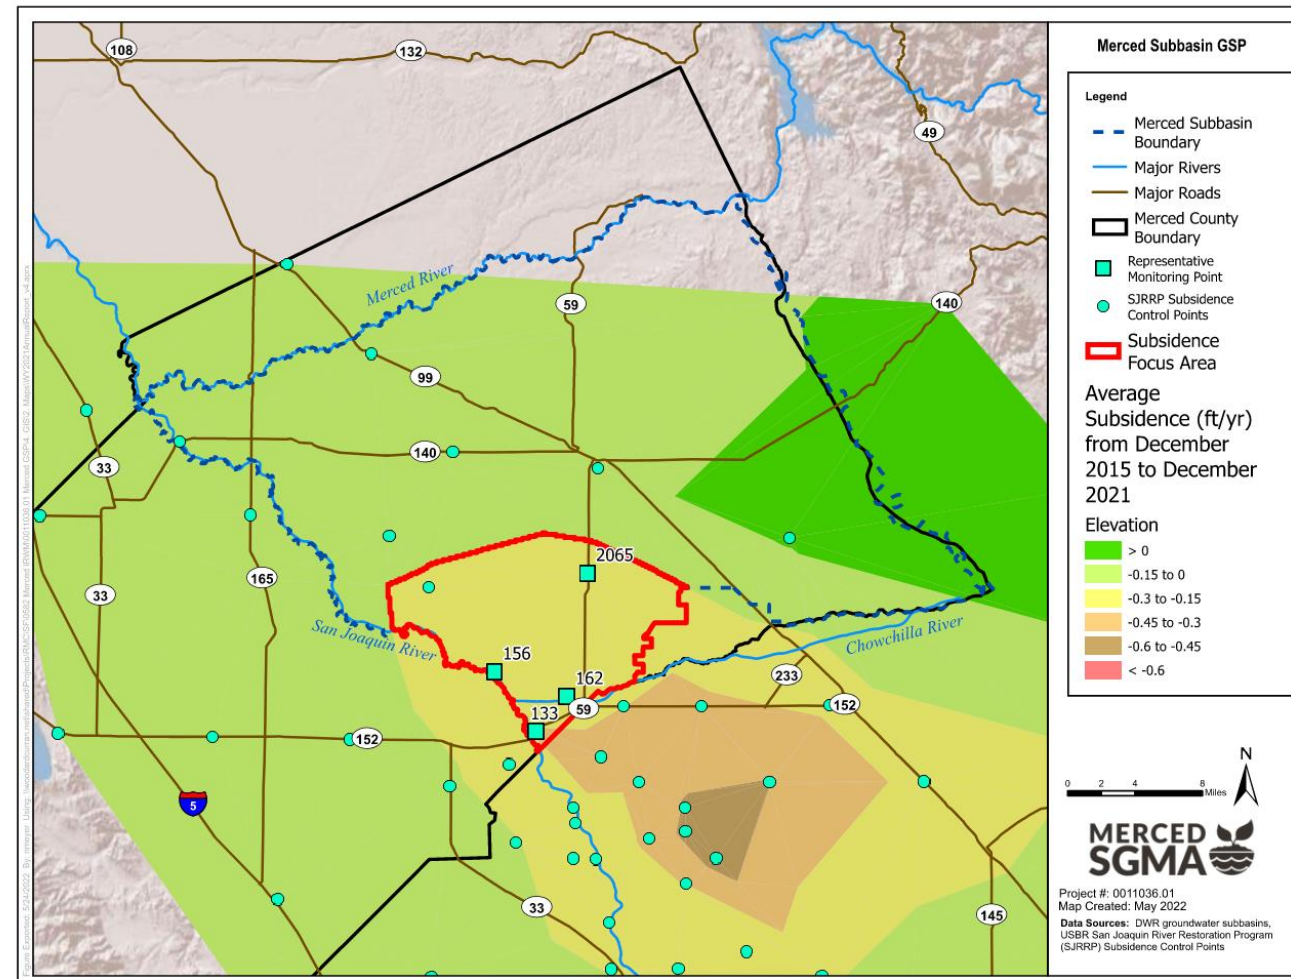 Merced Subbasin GSP
Legend
Merced Subbasin
Boundary
Major Rivers
Major Roads
Merced County
Boundary
Representative
Monitoring Point
SJRRP Subsidence
Control Points
Subsidence
Focus Area
Average
Subsidence (ft/yr)
from December
2015 to December
2021
Elevation
> 0
-0.15 to 0
-0.3 to -0.15
-0.45 to -0.3
-0.6 to -0.45
< -0.6
N
0 2 4 8
Miles
MERCED
SGMA
Project #: 0011036.01
Map Created: May 2022
Data Sources: DWR groundwater subbasins,
USBR San Joaquin River Restoration Program
(SJRRP) Subsidence Control Points
108
132
49
Merced River
59
140
99
140
33
2065
165
33
San Joaquin River
Chowchilla River
156
162
233
59
152
133
152
5
33
145